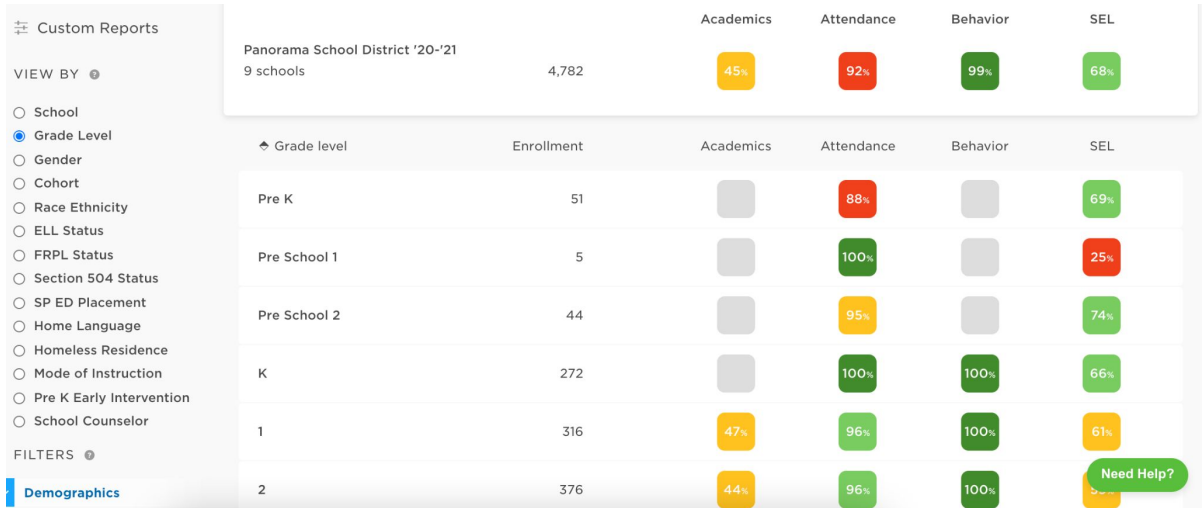 Custom Reports
VIEW BY
School
Grade Level
Gender
Cohort
Race Ethnicity
ELL Status
FRPL Status
Section 504 Status
SP ED Placement
Home Language
Homeless Residence
Mode of Instruction
Pre K Early Intervention
School Counselor
FILTERS
Demographics
Academics Attendance Behavior SEL
Panorama School District '20-'21
9 schools 4,782 45% 92% 99% 68%
Grade level Enrollment Academics Attendance Behavior SEL
Pre K 51 88% 69%
Pre School 1 5 100% 25%
Pre School 2 44 95% 74%
K 272 100% 100% 66%
1 316 47% 96% 100% 61%
2 376 44% 96% 100%
Need Help?